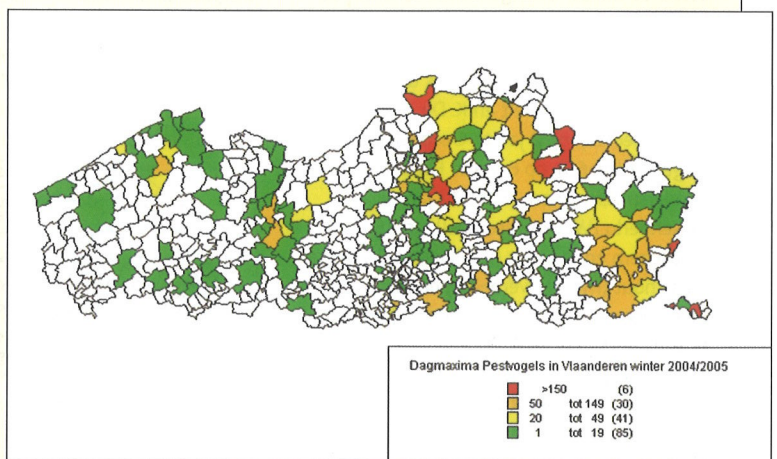 Dagmaxima Pestvogels in Vlaanderen winter 2004/2005
>150 (6)
50 tot 149 (30)
20 tot 49 (41)
1 tot 19 (85)